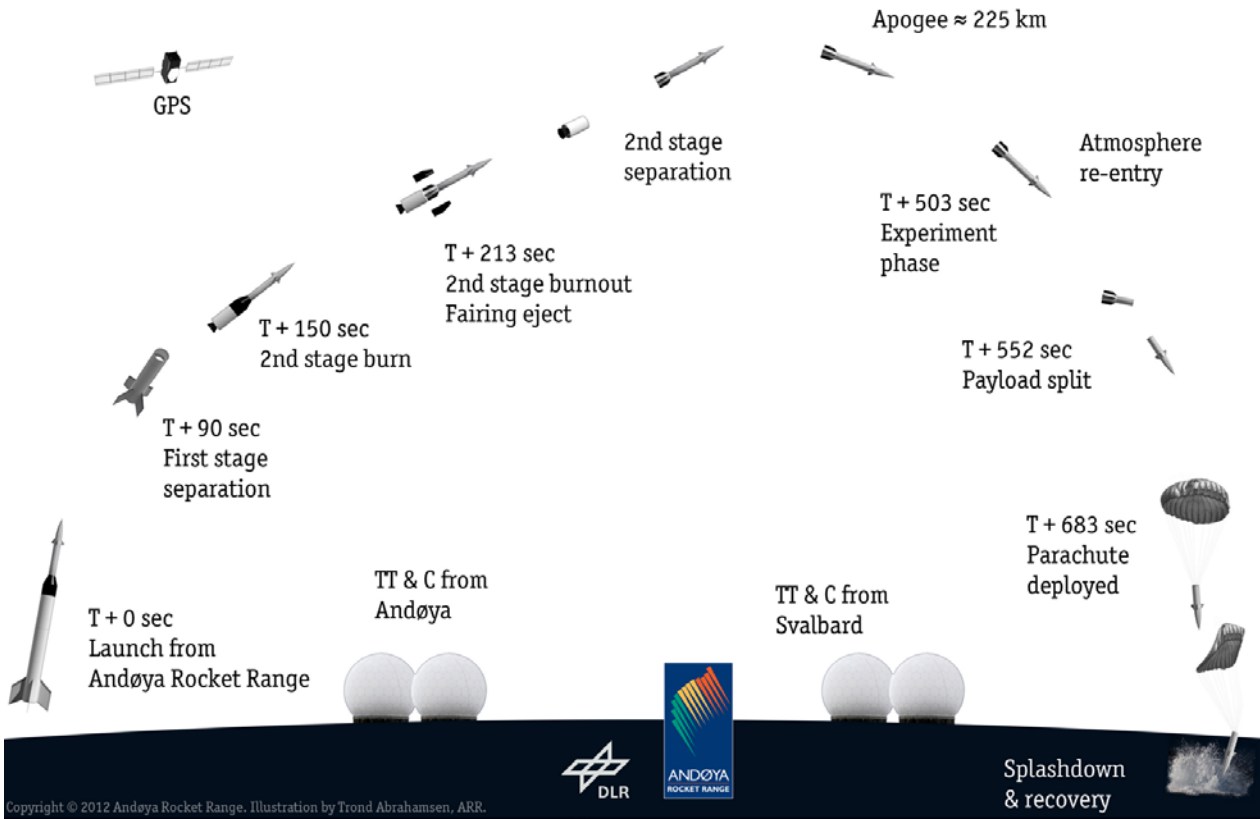 Apogee ≈ 225 km
GPS
2nd stage
separation
Atmosphere
re-entry
T + 503 sec
Experiment
phase
T + 213 sec
2nd stage burnout
Fairing eject
T + 150 sec
2nd stage burn
T + 552 sec
Payload split
T + 90 sec
First stage
separation
T + 683 sec
Parachute
deployed
TT & C from
Andøya
TT & C from
Svalbard
T + 0 sec
Launch from
Andøya Rocket Range
DLR
ANDØYA
ROCKET RANGE
Splashdown
& recovery
Copyright © 2012 Andøya Rocket Range. Illustration by Trond Abrahamsen, ARR.